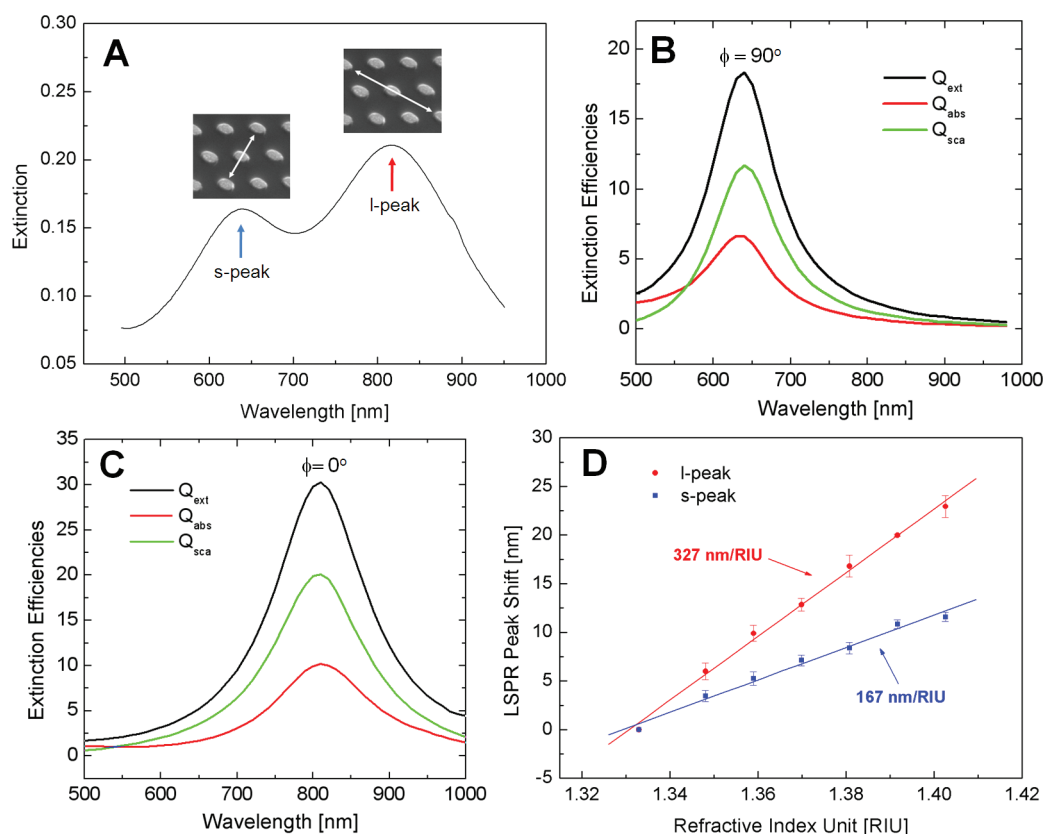 A
0.30
0.25
0.20
0.15
0.10
0.05
Extinction
s-peak
l-peak
500
600
700
800
900
1000
Wavelength [nm]
B
ϕ = 90°
Q_ext
Q_abs
Q_sca
20
15
10
5
0
Extinction Efficiencies
500
600
700
800
900
1000
Wavelength [nm]
C
ϕ= 0°
Q_ext
Q_abs
Q_sca
35
30
25
20
15
10
5
0
Extinction Efficiencies
500
600
700
800
900
1000
Wavelength [nm]
D
l-peak
s-peak
327 nm/RIU
167 nm/RIU
30
25
20
15
10
5
0
-5
LSPR Peak Shift [nm]
1.32
1.34
1.36
1.38
1.40
1.42
Refractive Index Unit [RIU]